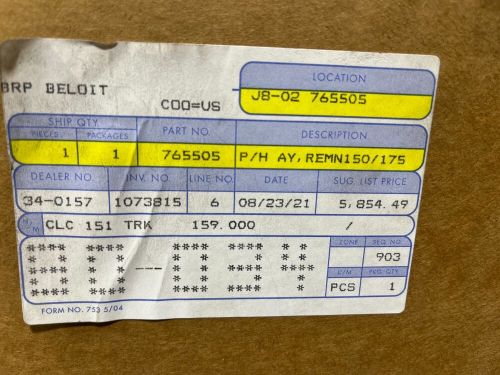 BRP BELOIT
COO=US
LOCATION
J8-02 765505
SHIP QTY.
PIECES PACKAGES PART NO. DESCRIPTION
1 1 765505 P/H AY, REMN150/175
DEALER NO. INV. NO. LINE NO. DATE SUG. LIST PRICE
34-0157 1073815 6 08/23/21 5,854.49
CLC 151 TRK 159.000 /
ZONE SEQ. NO.
903
U/M PKG. QTY.
PCS 1
FORM NO. 753 5/04